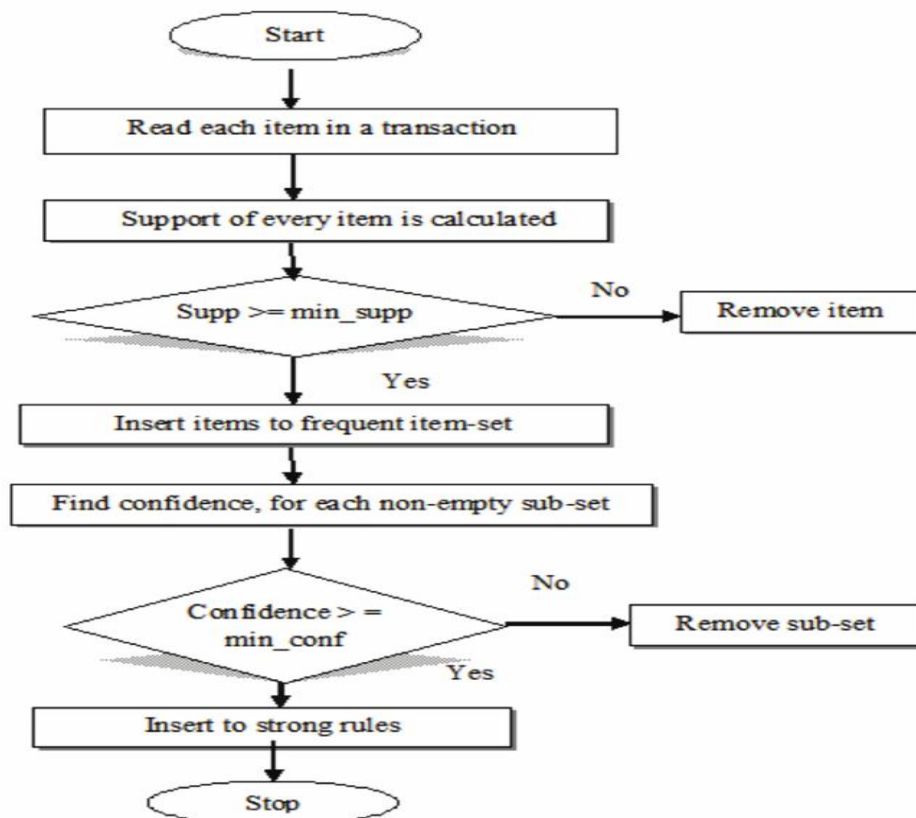 Start
Read each item in a transaction
Support of every item is calculated
Supp >= min_supp
No
Remove item
Yes
Insert items to frequent item-set
Find confidence, for each non-empty sub-set
Confidence > =
min_conf
No
Remove sub-set
Yes
Insert to strong rules
Stop